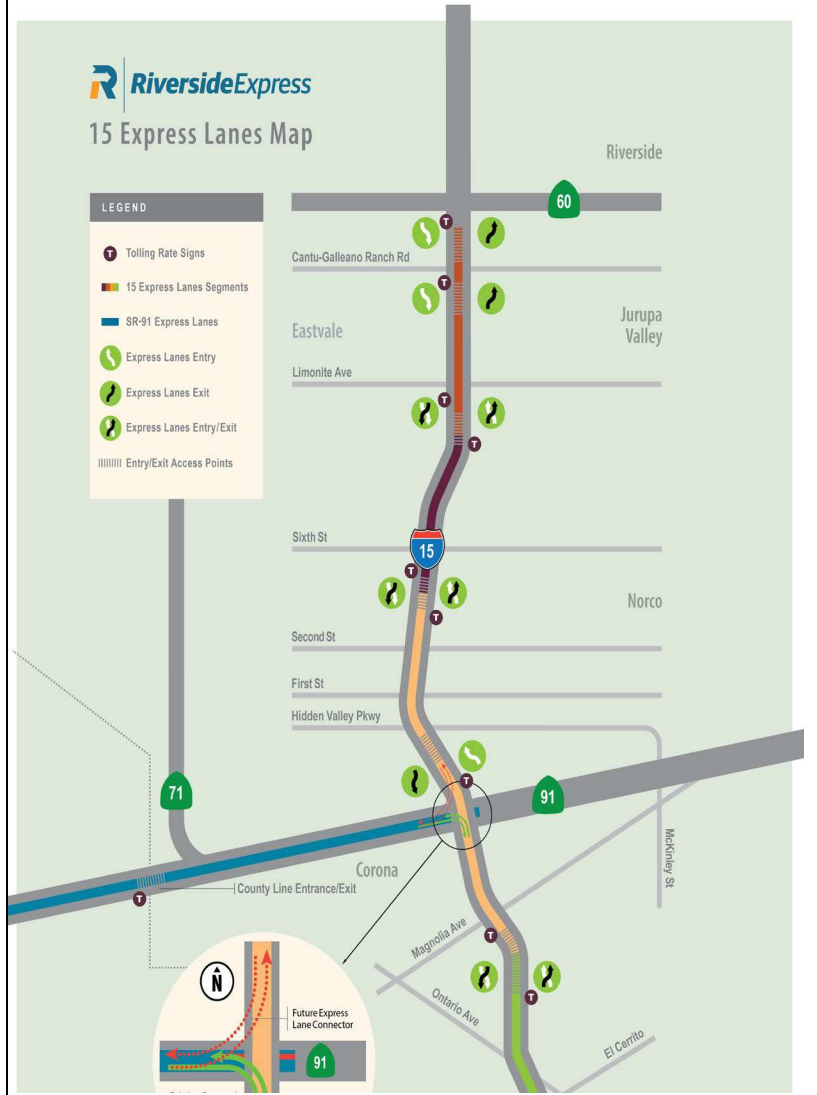 RiversideExpress
15 Express Lanes Map
Riverside
LEGEND
60
T
Tolling Rate Signs
T
Cantu-Galleano Ranch Rd
15 Express Lanes Segments
T
SR-91 Express Lanes
Eastvale
Jurupa
Valley
Express Lanes Entry
Limonite Ave
Express Lanes Exit
T
Express Lanes Entry/Exit
T
Entry/Exit Access Points
Sixth St
15
T
Norco
T
Second St
First St
Hidden Valley Pkwy
T
71
91
McKinley St
Corona
County Line Entrance/Exit
T
Magnolia Ave
T
N
Ontario Ave
T
Future Express
Lane Connector
El Cerrito
91